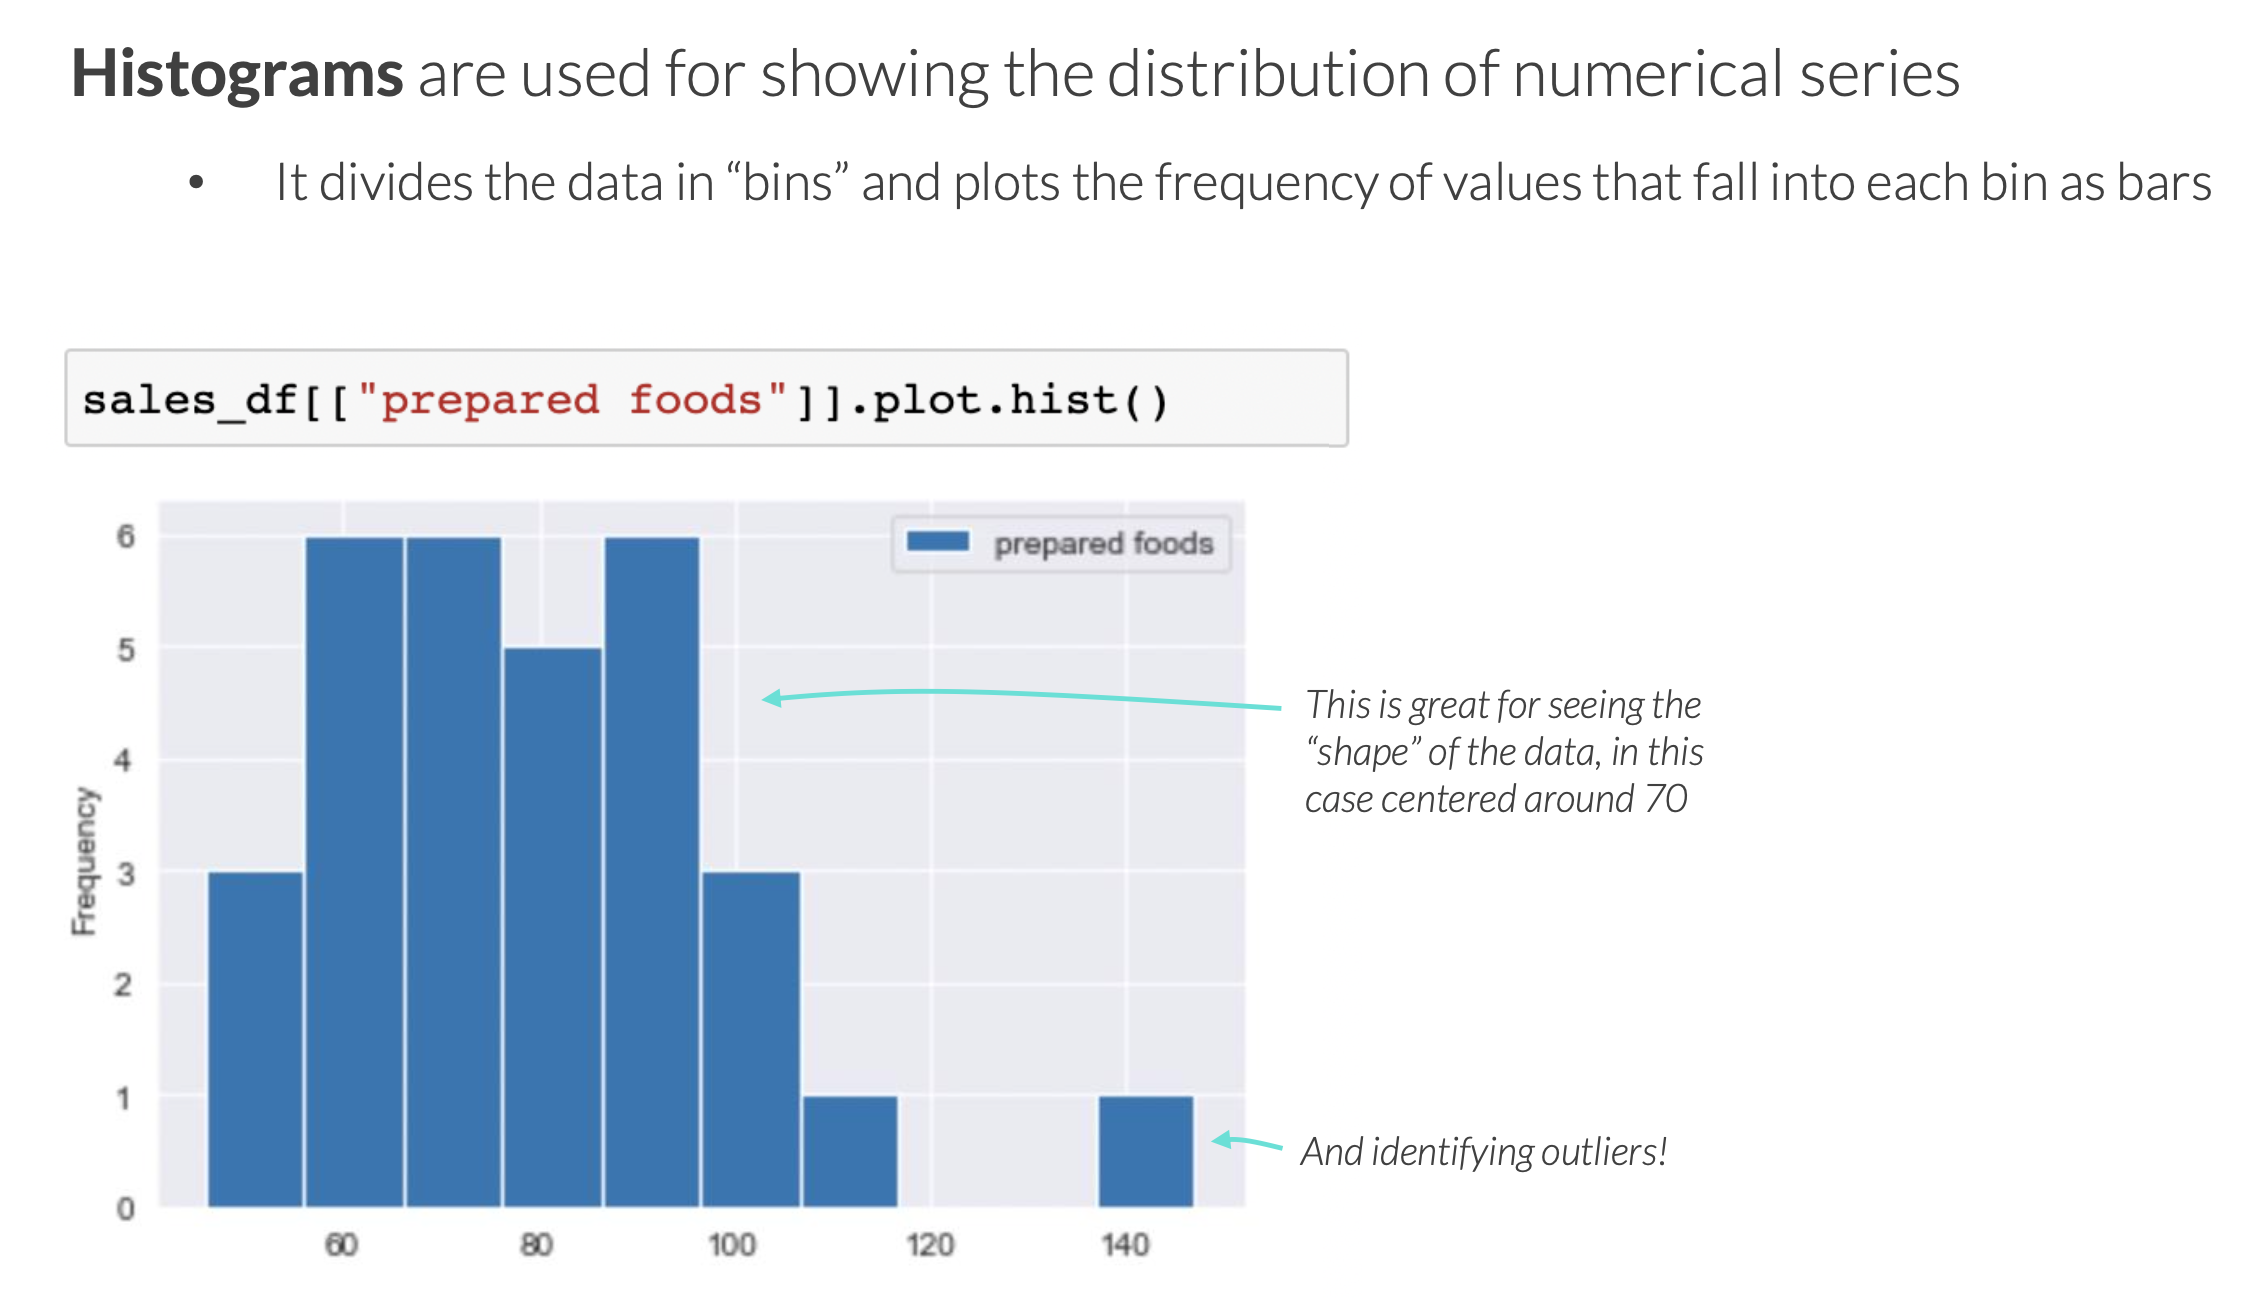 Histograms are used for showing the distribution of numerical series
• It divides the data in “bins” and plots the frequency of values that fall into each bin as bars
sales_df[["prepared foods"]].plot.hist()
prepared foods
6
5
4
3
2
1
0
Frequency
60 80 100 120 140
This is great for seeing the
“shape” of the data, in this
case centered around 70
And identifying outliers!